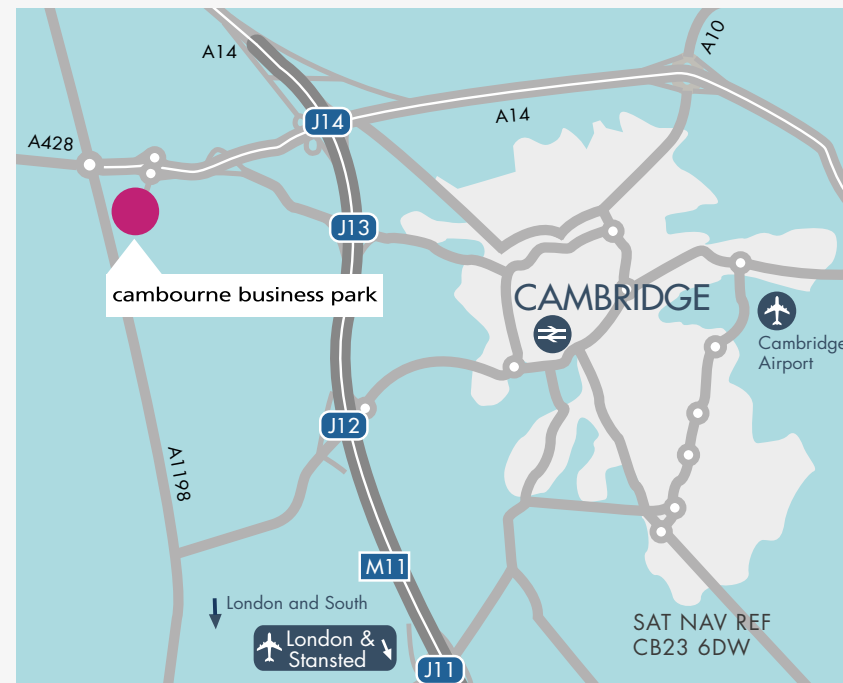 A10
A14
A14
J14
A428
J13
cambourne business park
CAMBRIDGE
Cambridge
Airport
J12
A1198
M11
London and South
London &
Stansted
SAT NAV REF
CB23 6DW
J11